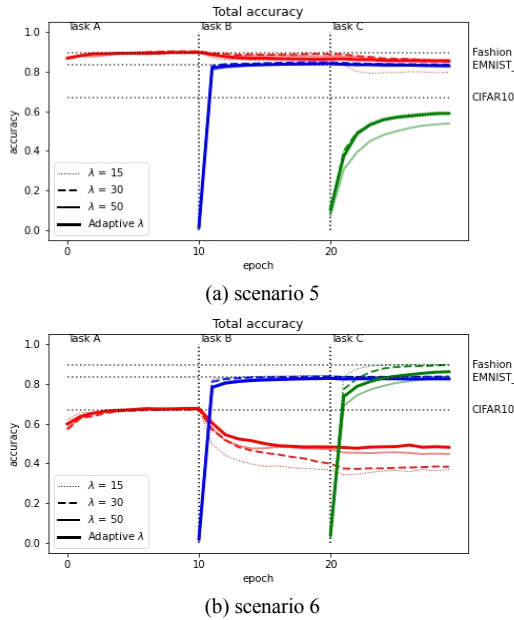 Total accuracy
Task A Task B Task C
1.0
0.8
0.6
0.4
0.2
0.0
accuracy
Fashion
EMNIST_
CIFAR10
λ = 15
λ = 30
λ = 50
Adaptive λ
0 10 20
epoch
(a) scenario 5
Total accuracy
Task A Task B Task C
1.0
0.8
0.6
0.4
0.2
0.0
accuracy
Fashion
EMNIST_
CIFAR10
λ = 15
λ = 30
λ = 50
Adaptive λ
0 10 20
epoch
(b) scenario 6